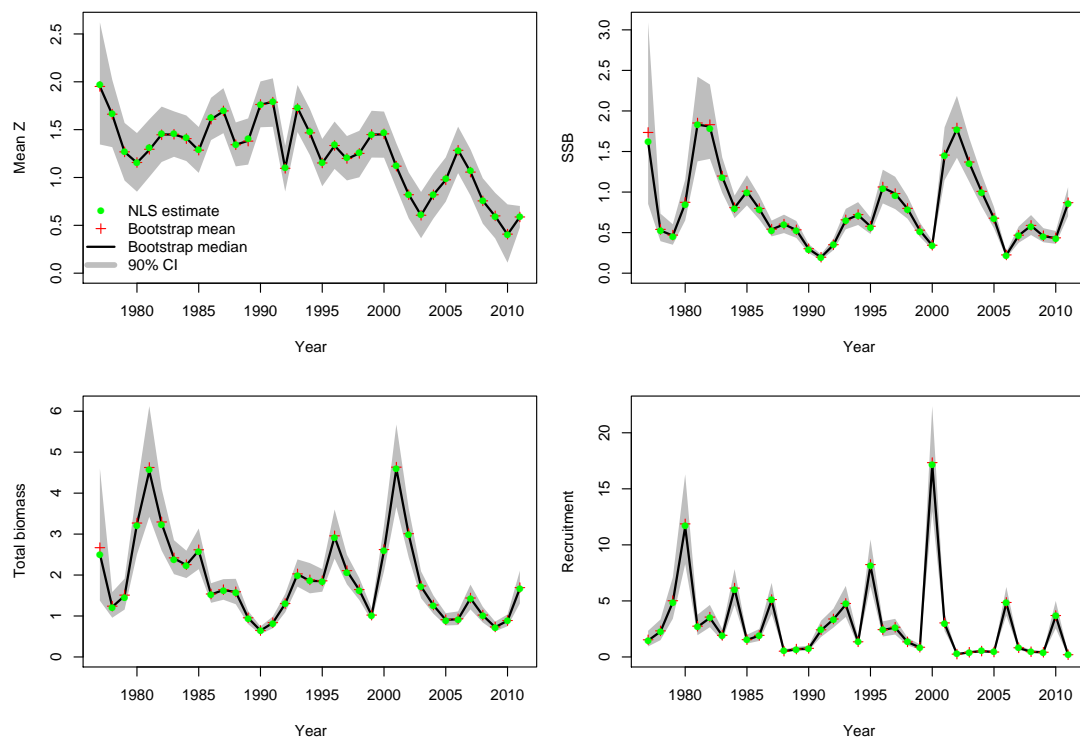 Mean Z
2.5
2.0
1.5
1.0
0.5
0.0
NLS estimate
Bootstrap mean
Bootstrap median
90% CI
1980 1985 1990 1995 2000 2005 2010
Year
SSB
3.0
2.5
2.0
1.5
1.0
0.5
0.0
1980 1985 1990 1995 2000 2005 2010
Year
Total biomass
6
5
4
3
2
1
0
1980 1985 1990 1995 2000 2005 2010
Year
Recruitment
20
15
10
5
0
1980 1985 1990 1995 2000 2005 2010
Year